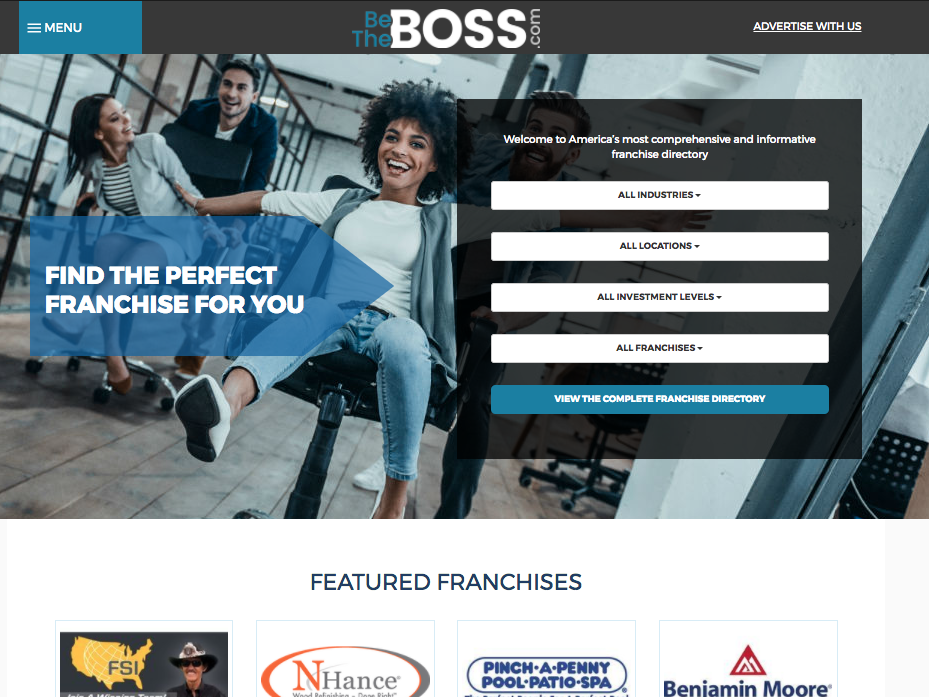 MENU
Be
The BOSS .com
ADVERTISE WITH US
Welcome to America's most comprehensive and informative
franchise directory
ALL INDUSTRIES
ALL LOCATIONS
FIND THE PERFECT
FRANCHISE FOR YOU
ALL INVESTMENT LEVELS
ALL FRANCHISES
VIEW THE COMPLETE FRANCHISE DIRECTORY
FEATURED FRANCHISES
FSI
Join A Winning Team!
NHance®
Wood Refinishing - Done Right
PINCH•A•PENNY
POOL•PATIO•SPA
Benjamin Moore®